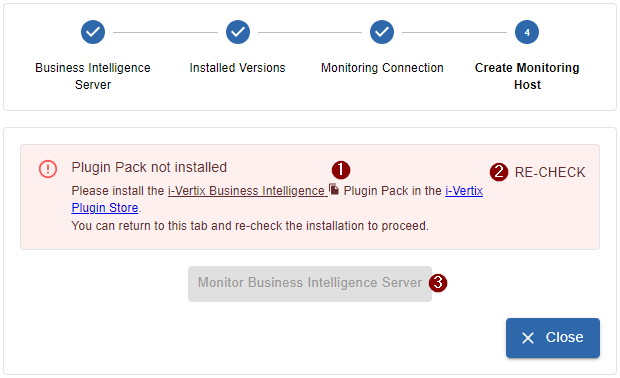 4
Business Intelligence
Server
Installed Versions
Monitoring Connection
Create Monitoring
Host
Plugin Pack not installed
1
2
RE-CHECK
Please install the i-Vertix Business Intelligence Plugin Pack in the i-Vertix
Plugin Store.
You can return to this tab and re-check the installation to proceed.
Monitor Business Intelligence Server
3
Close